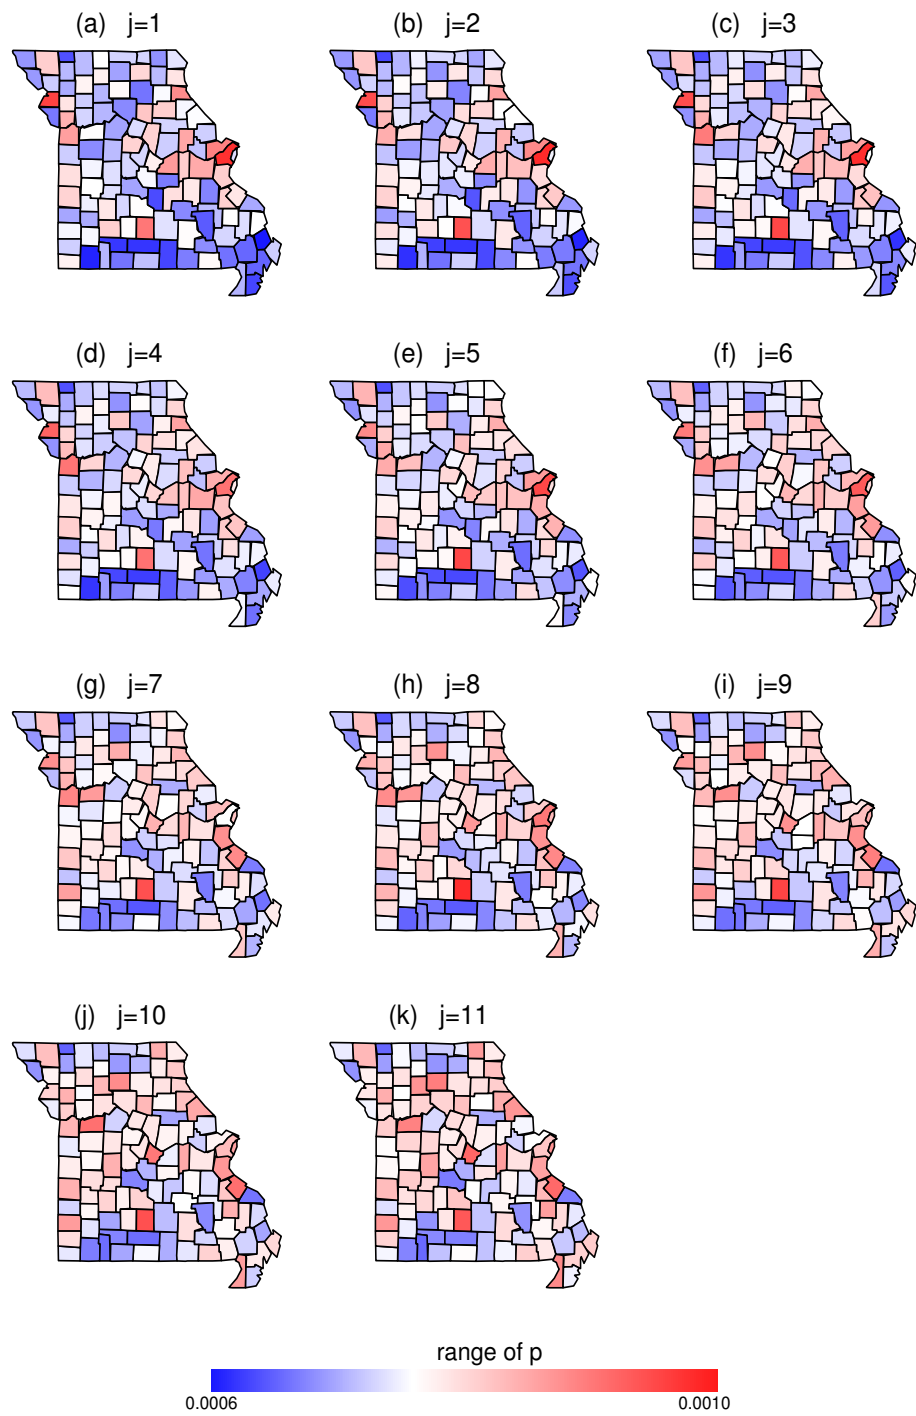 (a) j=1
(b) j=2
(c) j=3
(d) j=4
(e) j=5
(f) j=6
(g) j=7
(h) j=8
(i) j=9
(j) j=10
(k) j=11
range of p
0.0006 0.0010